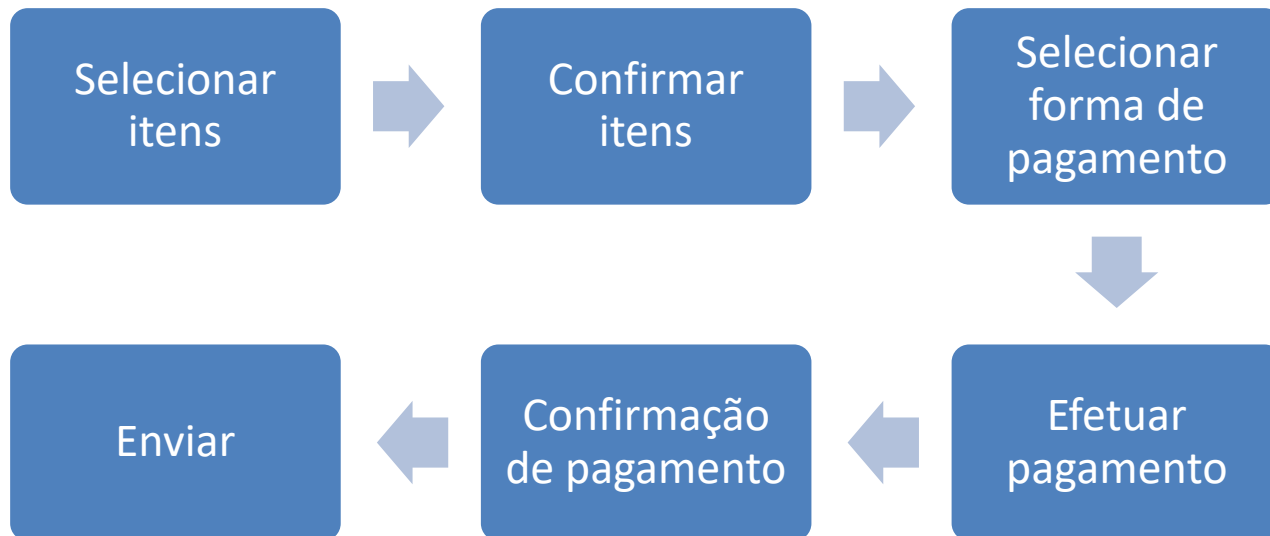 Selecionar
itens
Confirmar
itens
Selecionar
forma de
pagamento
Efetuar
pagamento
Confirmação
de pagamento
Enviar